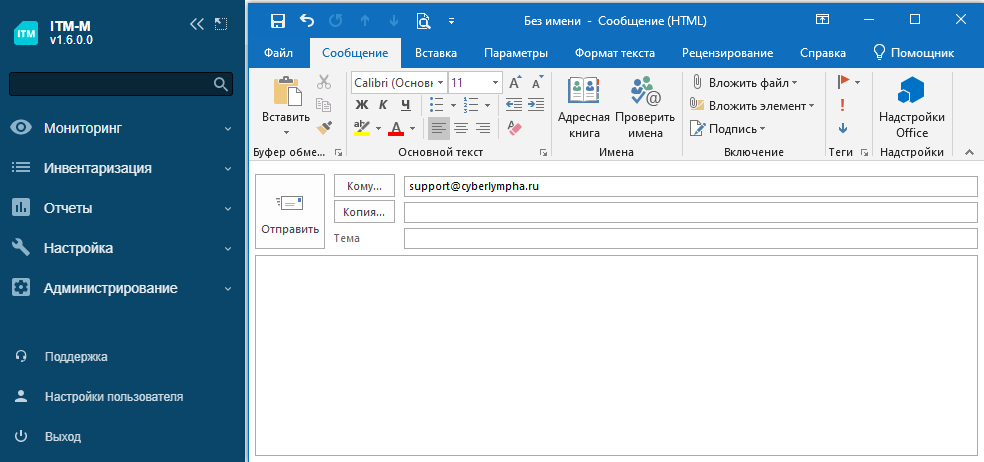 ITM
ITM-M
v1.6.0.0
Мониторинг
Инвентаризация
Отчеты
Настройка
Администрирование
Поддержка
Настройки пользователя
Выход
Без имени - Сообщение (HTML)
Файл Сообщение Вставка Параметры Формат текста Рецензирование Справка Помощник
Вставить
Буфер обме...
Calibri (Основн 11
Ж К Ч
Основной текст
Адресная книга
Проверить имена
Имена
Вложить файл
Вложить элемент
Подпись
Включение
Теги
Надстройки Office
Надстройки
Отправить
Кому... support@cyberlympha.ru
Копия...
Тема